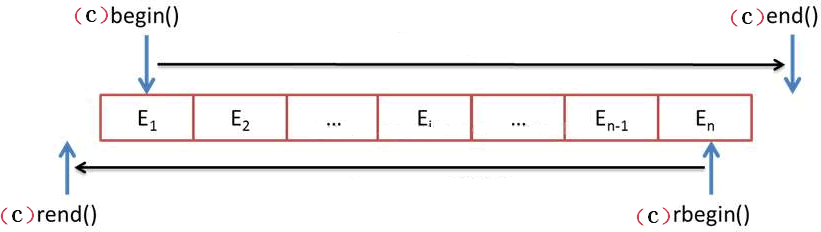 (c)begin() (c)end()
E1 E2 ... Ei ... En-1 En
(c)rend() (c)rbegin()